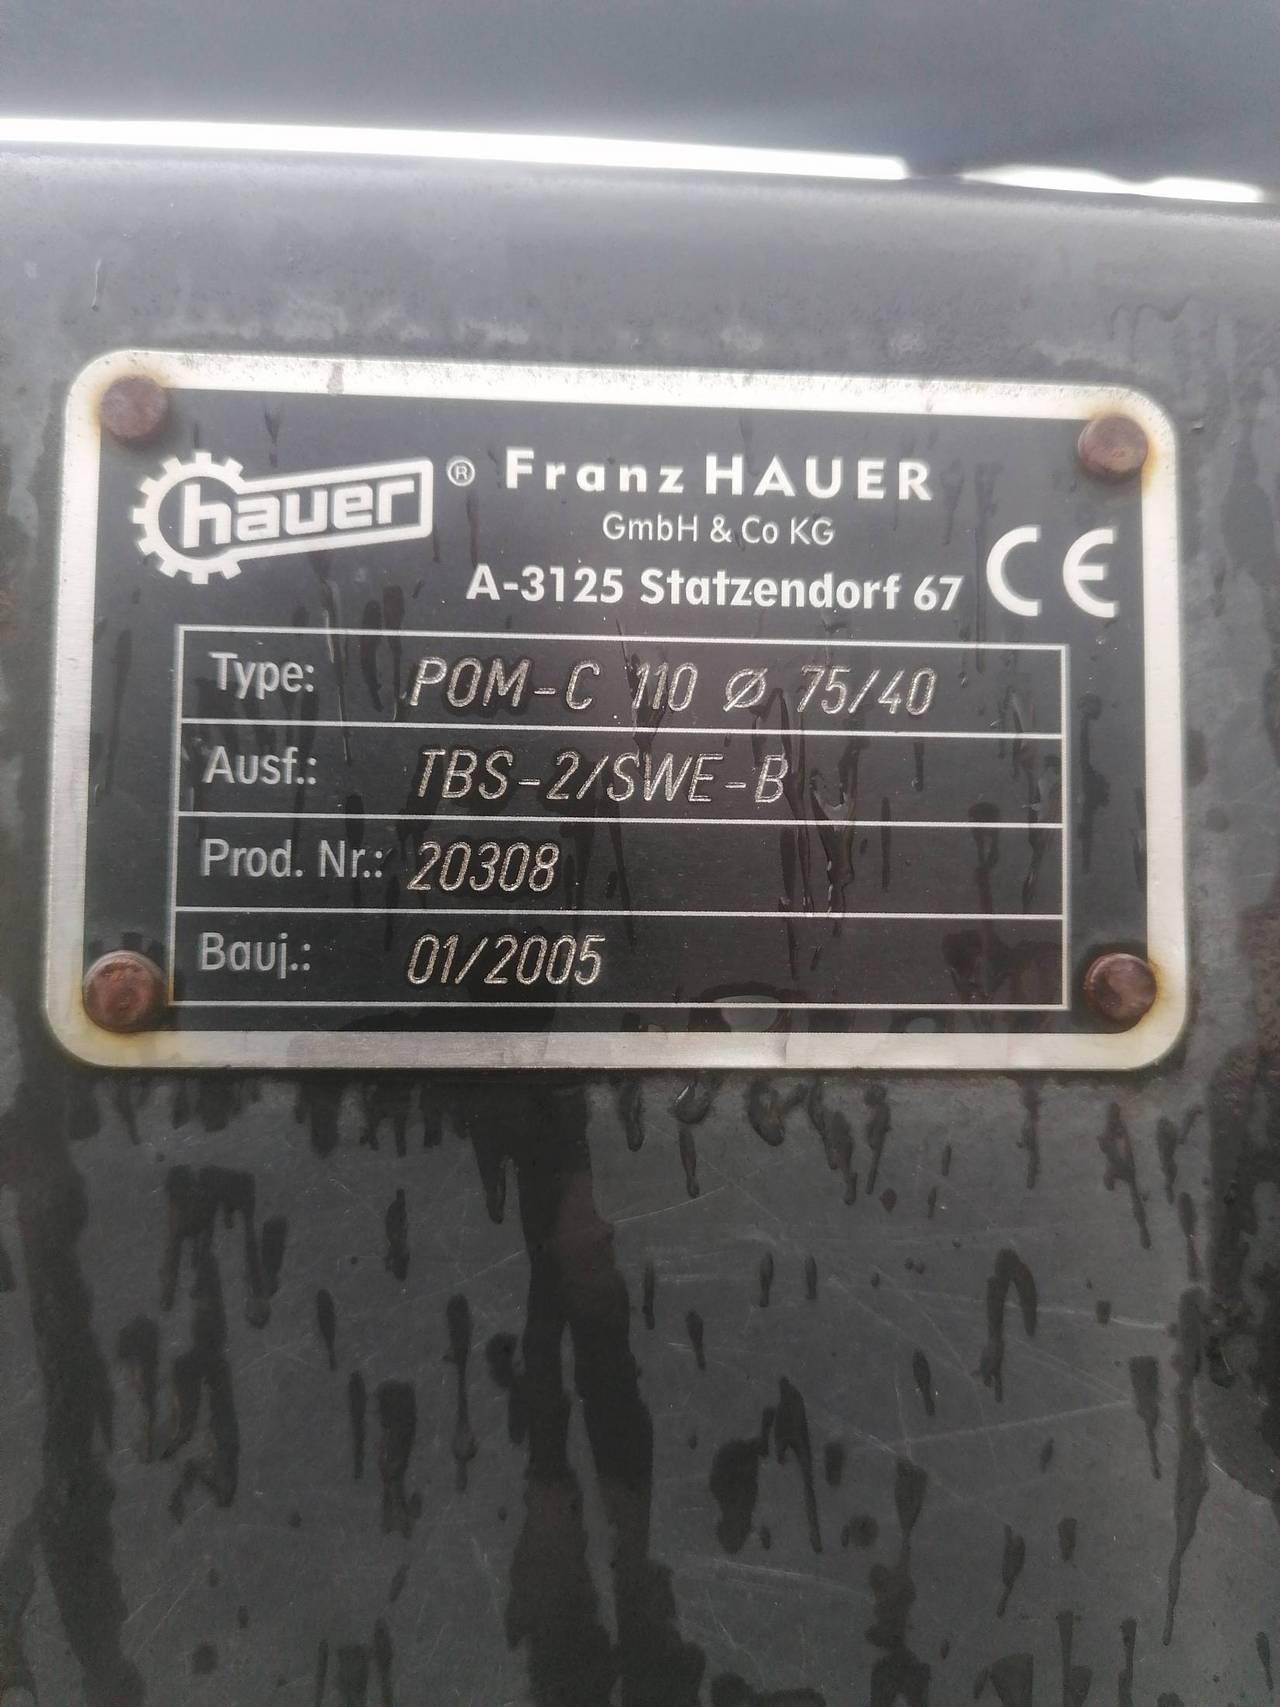 hauer ® Franz HAUER
GmbH & Co KG
A-3125 Statzendorf 67 CE
Type: POM-C 110 Ø 75/40
Ausf.: TBS-2/SWE-B
Prod. Nr.: 20308
Bauj.: 01/2005